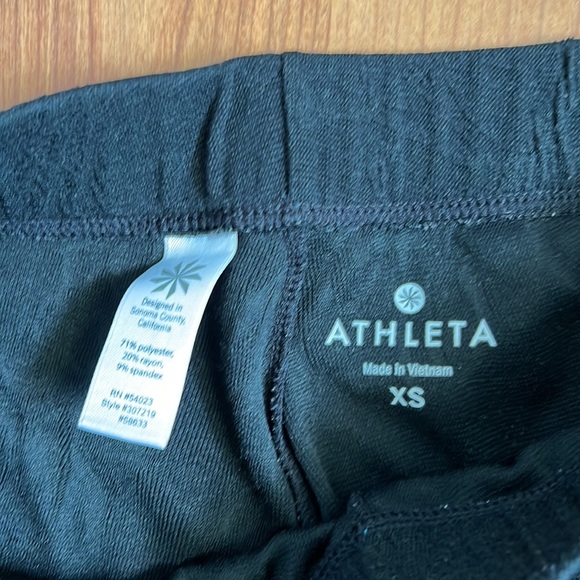 Designed in
Sonoma County,
California
71% polyester,
20% rayon,
9% spandex
RN #54023
Style #307219
#58633
ATHLETA
Made In Vietnam
XS